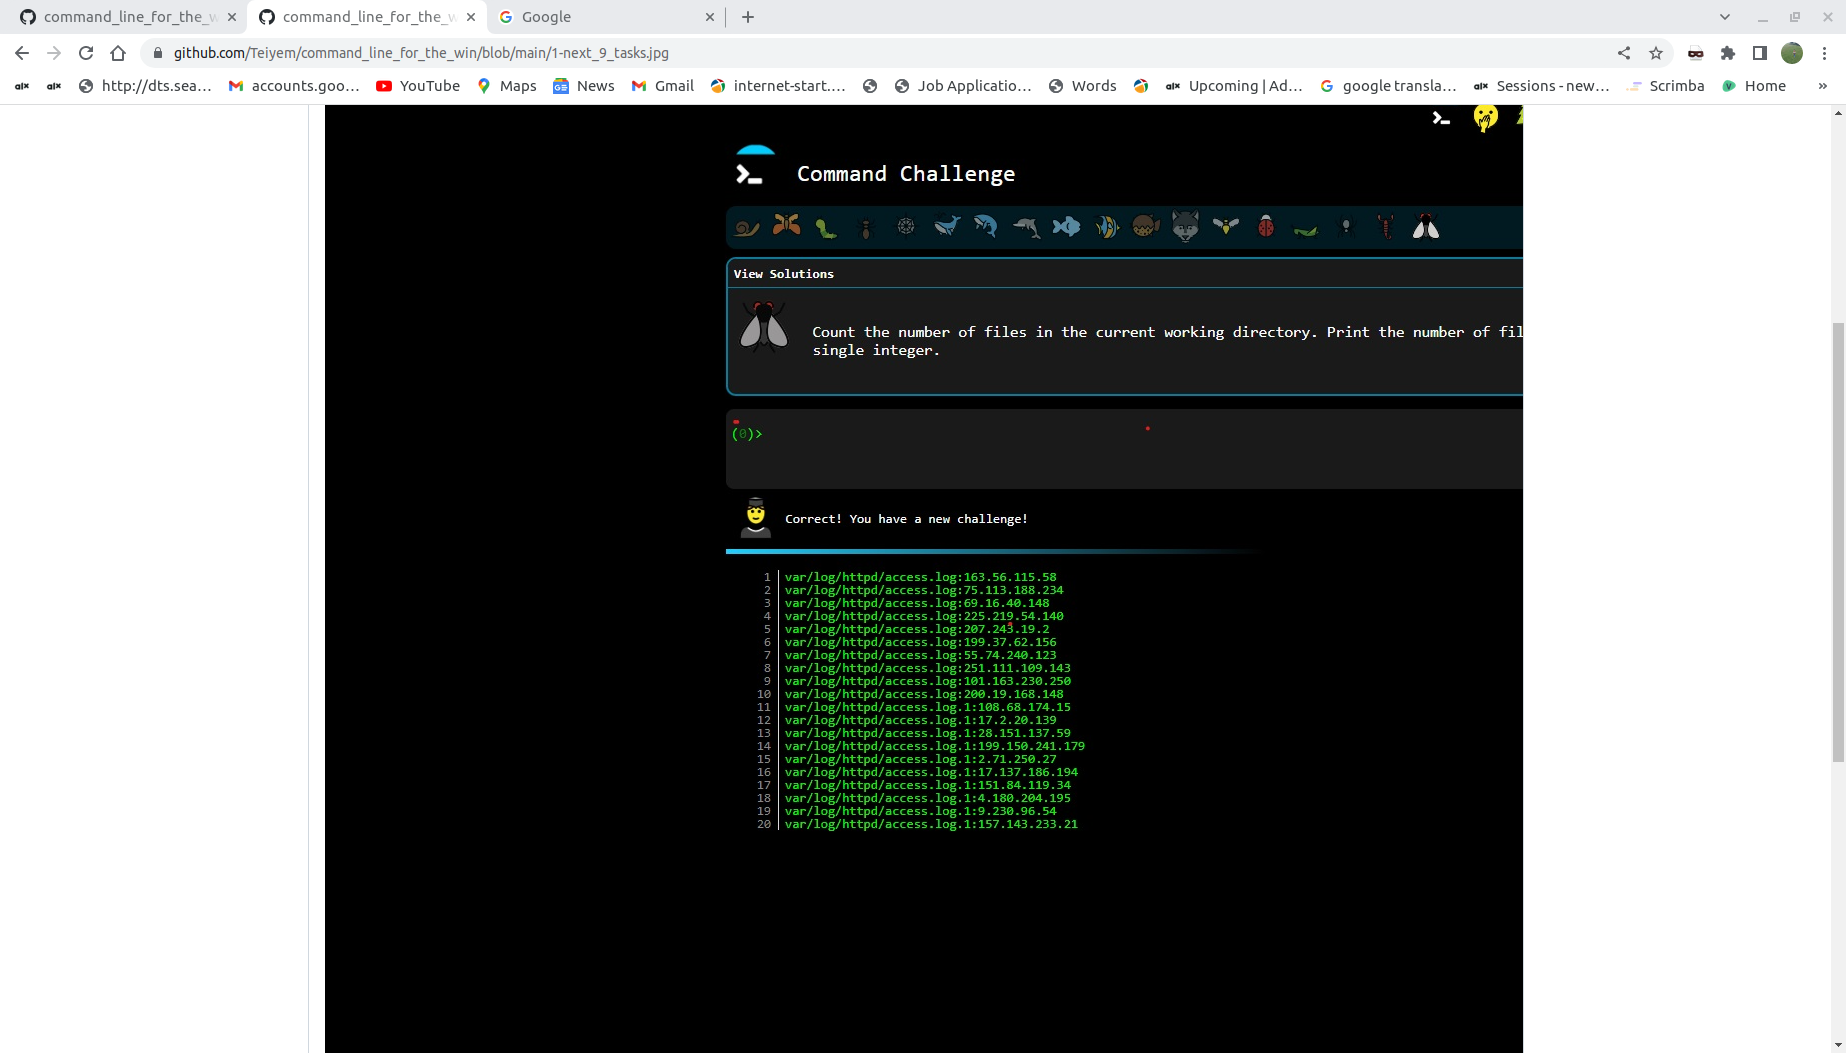 command_line_for_the_w
command_line_for_the_w
Google
github.com/Teiyem/command_line_for_the_win/blob/main/1-next_9_tasks.jpg
alx alx http://dts.sea... accounts.goo... YouTube Maps News Gmail internet-start.... Job Applicatio... Words alx Upcoming | Ad... google transla... alx Sessions - new... Scrimba Home »
Command Challenge
View Solutions
Count the number of files in the current working directory. Print the number of fil
single integer.
(0)>
Correct! You have a new challenge!
1 var/log/httpd/access.log:163.56.115.58
2 var/log/httpd/access.log:75.113.188.234
3 var/log/httpd/access.log:69.16.40.148
4 var/log/httpd/access.log:225.219.54.140
5 var/log/httpd/access.log:207.243.19.2
6 var/log/httpd/access.log:199.37.62.156
7 var/log/httpd/access.log:55.74.240.123
8 var/log/httpd/access.log:251.111.109.143
9 var/log/httpd/access.log:101.163.230.250
10 var/log/httpd/access.log:200.19.168.148
11 var/log/httpd/access.log.1:108.68.174.15
12 var/log/httpd/access.log.1:17.2.20.139
13 var/log/httpd/access.log.1:28.151.137.59
14 var/log/httpd/access.log.1:199.150.241.179
15 var/log/httpd/access.log.1:2.71.250.27
16 var/log/httpd/access.log.1:17.137.186.194
17 var/log/httpd/access.log.1:151.84.119.34
18 var/log/httpd/access.log.1:4.180.204.195
19 var/log/httpd/access.log.1:9.230.96.54
20 var/log/httpd/access.log.1:157.143.233.21